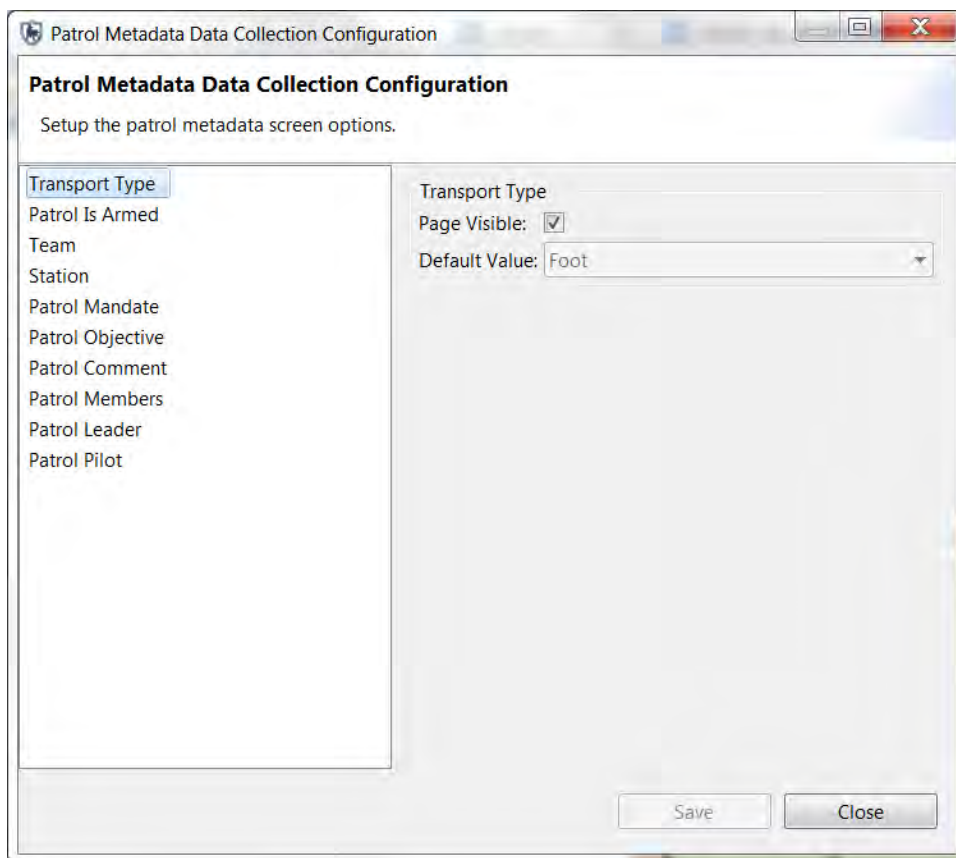 Patrol Metadata Data Collection Configuration
Patrol Metadata Data Collection Configuration
Setup the patrol metadata screen options.
Transport Type
Patrol Is Armed
Team
Station
Patrol Mandate
Patrol Objective
Patrol Comment
Patrol Members
Patrol Leader
Patrol Pilot
Transport Type
Page Visible:
Default Value: Foot
Save Close